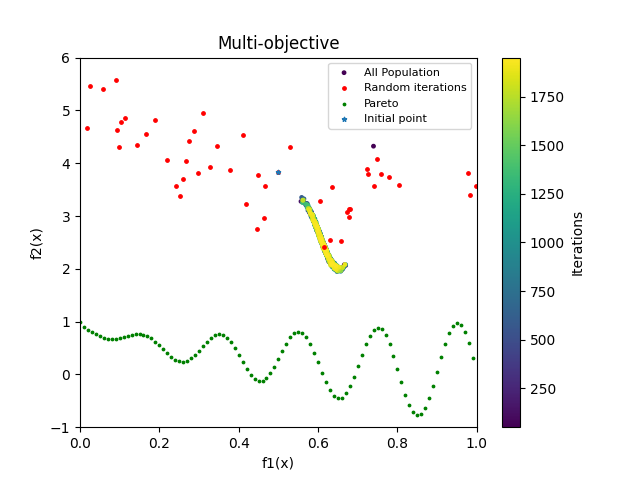 Multi-objective
6
5
4
3
2
1
0
−1
f2(x)
0.0 0.2 0.4 0.6 0.8 1.0
f1(x)
All Population
Random iterations
Pareto
Initial point
1750
1500
1250
1000
750
500
250
Iterations